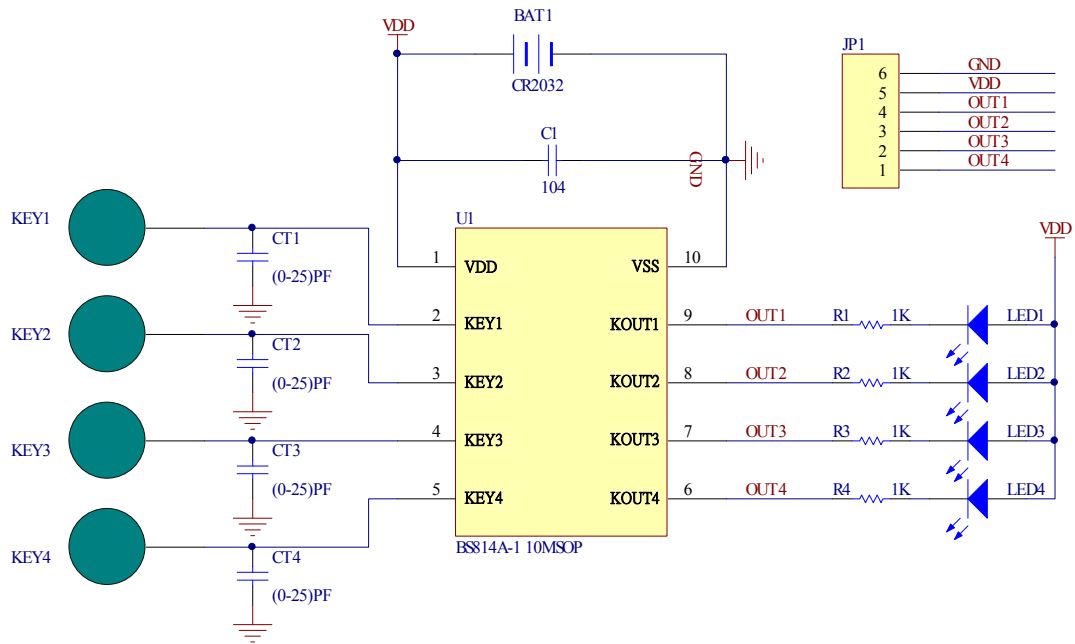 BAT1
VDD
CR2032
C1
104
GND
JP1
6 GND
5 VDD
4 OUT1
3 OUT2
2 OUT3
1 OUT4
KEY1
CT1
(0-25)PF
KEY2
CT2
(0-25)PF
KEY3
CT3
(0-25)PF
KEY4
CT4
(0-25)PF
U1
1 VDD VSS 10
2 KEY1 KOUT1 9
3 KEY2 KOUT2 8
4 KEY3 KOUT3 7
5 KEY4 KOUT4 6
BS814A-1 10MSOP
VDD
OUT1 R1 1K LED1
OUT2 R2 1K LED2
OUT3 R3 1K LED3
OUT4 R4 1K LED4